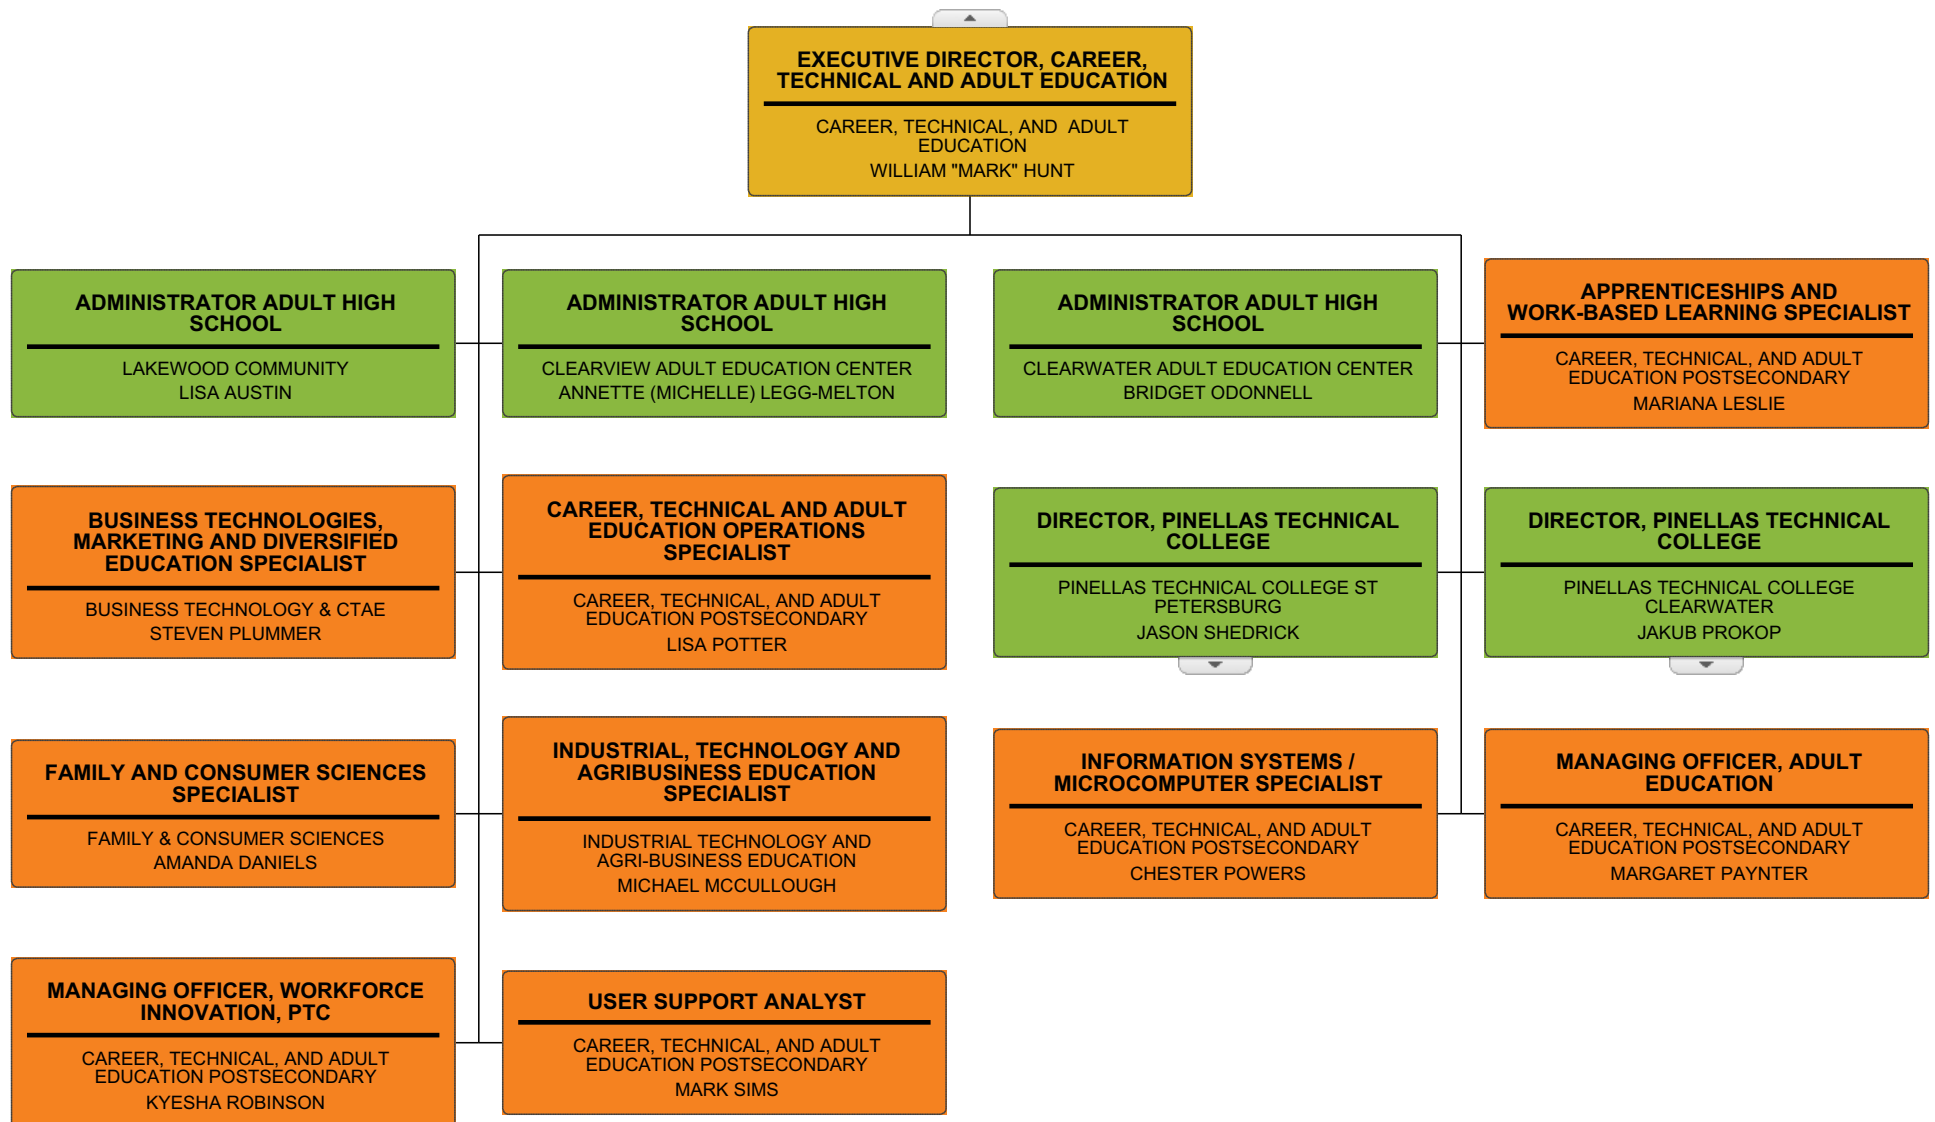 EXECUTIVE DIRECTOR, CAREER,
TECHNICAL AND ADULT EDUCATION
CAREER, TECHNICAL, AND ADULT
EDUCATION
WILLIAM "MARK" HUNT
ADMINISTRATOR ADULT HIGH
SCHOOL
LAKEWOOD COMMUNITY
LISA AUSTIN
ADMINISTRATOR ADULT HIGH
SCHOOL
CLEARVIEW ADULT EDUCATION CENTER
ANNETTE (MICHELLE) LEGG-MELTON
ADMINISTRATOR ADULT HIGH
SCHOOL
CLEARWATER ADULT EDUCATION CENTER
BRIDGET ODONNELL
APPRENTICESHIPS AND
WORK-BASED LEARNING SPECIALIST
CAREER, TECHNICAL, AND ADULT
EDUCATION POSTSECONDARY
MARIANA LESLIE
BUSINESS TECHNOLOGIES,
MARKETING AND DIVERSIFIED
EDUCATION SPECIALIST
BUSINESS TECHNOLOGY & CTAE
STEVEN PLUMMER
CAREER, TECHNICAL AND ADULT
EDUCATION OPERATIONS
SPECIALIST
CAREER, TECHNICAL, AND ADULT
EDUCATION POSTSECONDARY
LISA POTTER
DIRECTOR, PINELLAS TECHNICAL
COLLEGE
PINELLAS TECHNICAL COLLEGE ST
PETERSBURG
JASON SHEDRICK
DIRECTOR, PINELLAS TECHNICAL
COLLEGE
PINELLAS TECHNICAL COLLEGE
CLEARWATER
JAKUB PROKOP
FAMILY AND CONSUMER SCIENCES
SPECIALIST
FAMILY & CONSUMER SCIENCES
AMANDA DANIELS
INDUSTRIAL, TECHNOLOGY AND
AGRIBUSINESS EDUCATION
SPECIALIST
INDUSTRIAL TECHNOLOGY AND
AGRI-BUSINESS EDUCATION
MICHAEL MCCULLOUGH
INFORMATION SYSTEMS /
MICROCOMPUTER SPECIALIST
CAREER, TECHNICAL, AND ADULT
EDUCATION POSTSECONDARY
CHESTER POWERS
MANAGING OFFICER, ADULT
EDUCATION
CAREER, TECHNICAL, AND ADULT
EDUCATION POSTSECONDARY
MARGARET PAYNTER
MANAGING OFFICER, WORKFORCE
INNOVATION, PTC
CAREER, TECHNICAL, AND ADULT
EDUCATION POSTSECONDARY
KYESHA ROBINSON
USER SUPPORT ANALYST
CAREER, TECHNICAL, AND ADULT
EDUCATION POSTSECONDARY
MARK SIMS